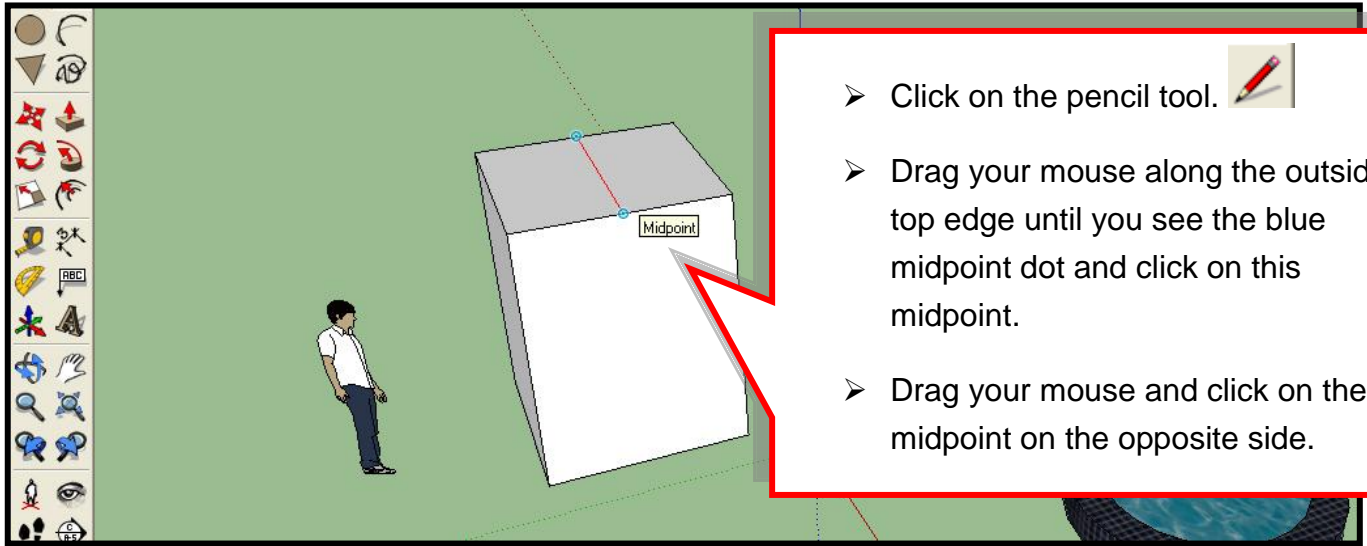 Click on the pencil tool.
Drag your mouse along the outsid
top edge until you see the blue
midpoint dot and click on this
midpoint.
Drag your mouse and click on the
midpoint on the opposite side.
Midpoint
ABC